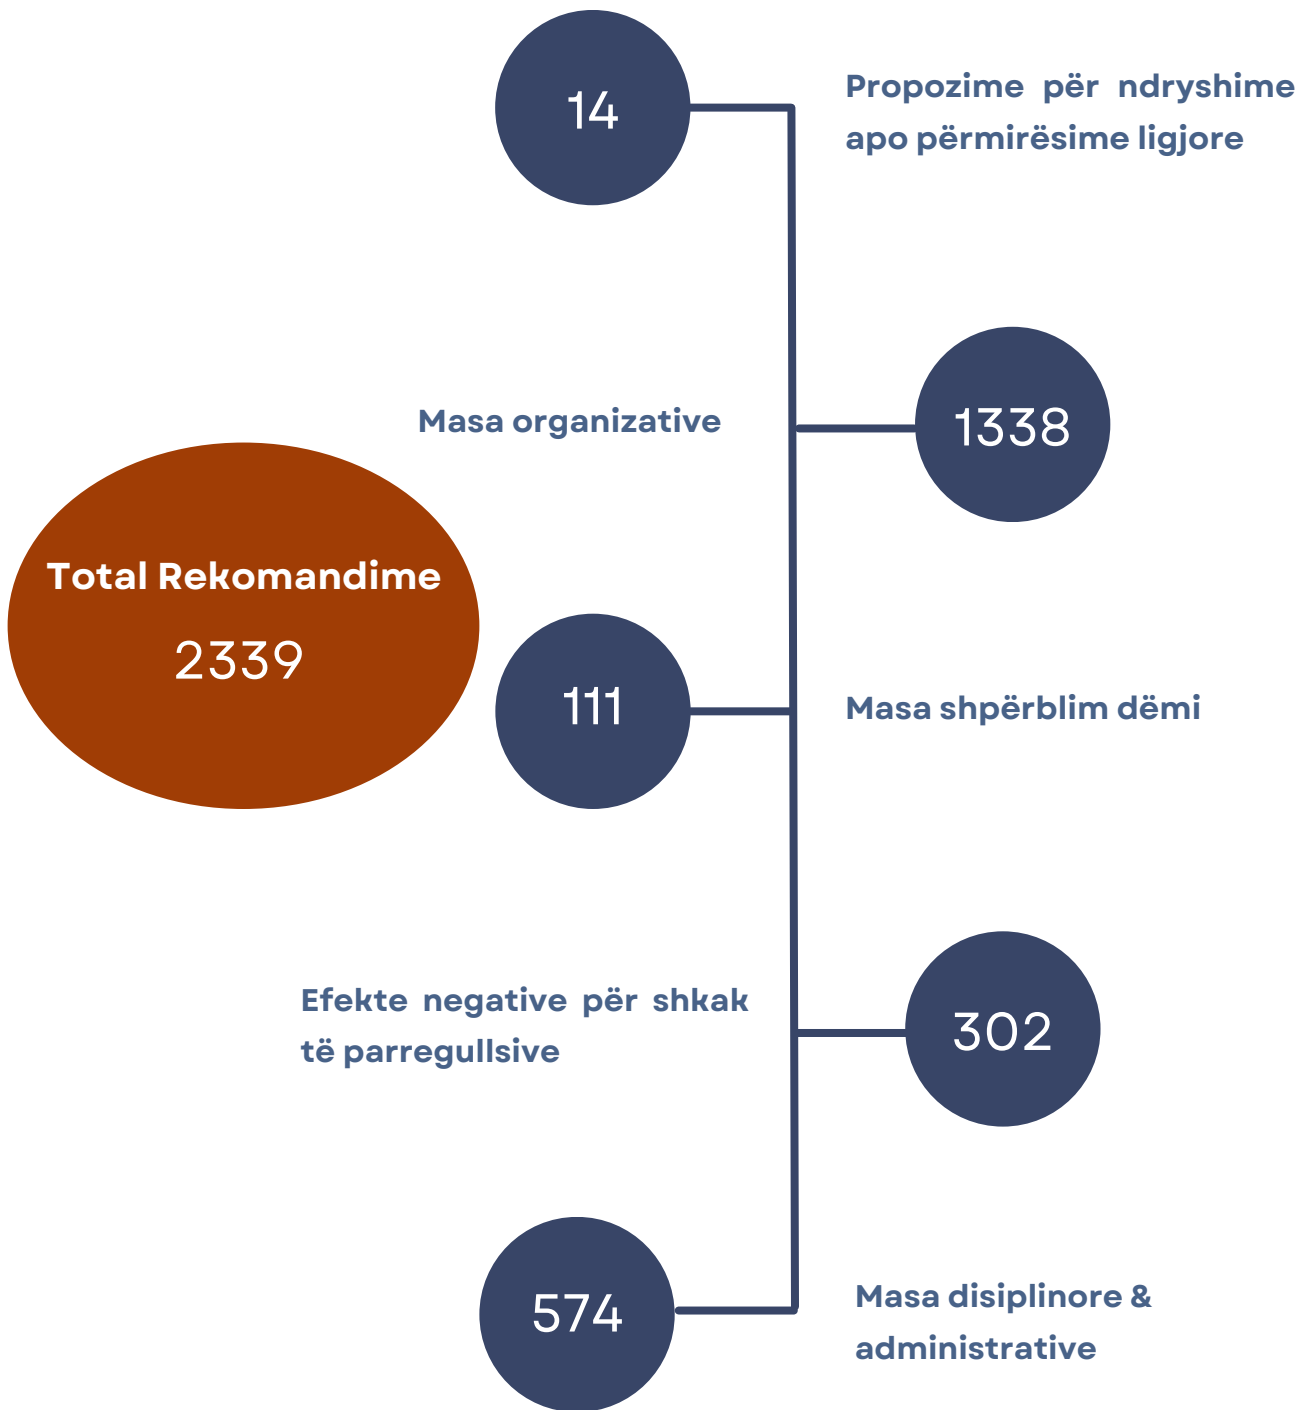 14
Propozime për ndryshime
apo përmirësime ligjore
Masa organizative
1338
Total Rekomandime
2339
111
Masa shpërblim dëmi
Efekte negative për shkak
të parregullsive
302
574
Masa disiplinore &
administrative